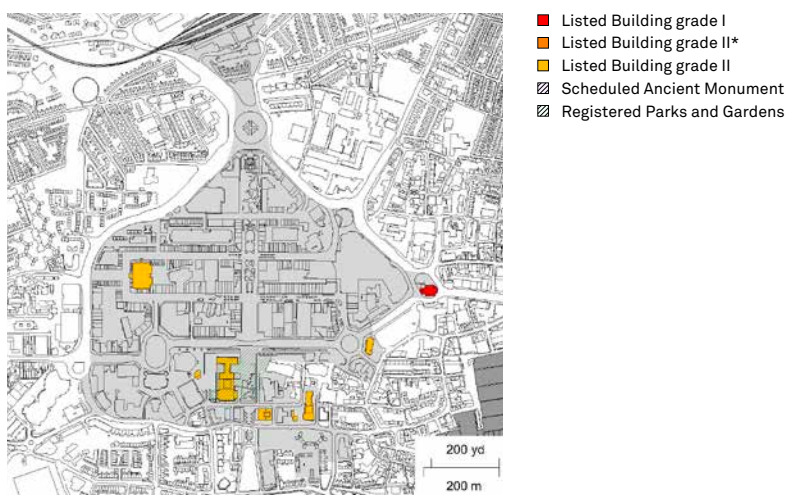 Listed Building grade I
Listed Building grade II*
Listed Building grade II
Scheduled Ancient Monument
Registered Parks and Gardens
200 yd
200 m